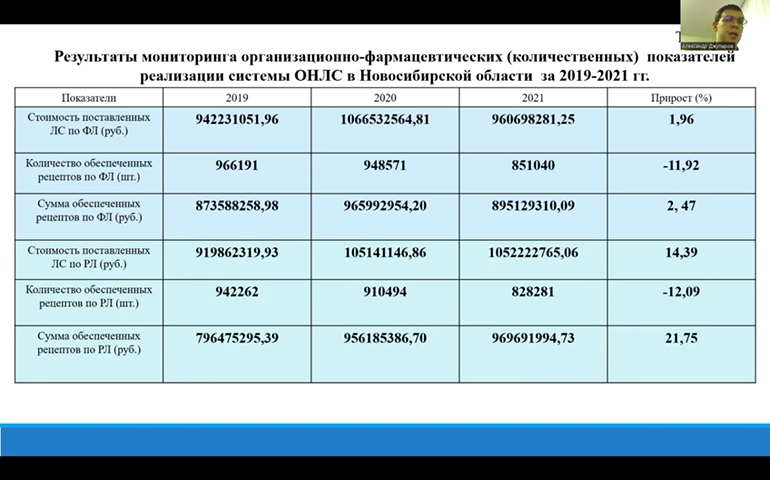 Александр Джупаров
Результаты мониторинга организационно-фармацевтических (количественных) показателей
реализации системы ОНЛС в Новосибирской области за 2019-2021 гг.
Показатели 2019 2020 2021 Прирост (%)
Стоимость поставленных
ЛС по ФЛ (руб.)
942231051,96 1066532564,81 960698281,25 1,96
Количество обеспеченных
рецептов по ФЛ (шт.)
966191 948571 851040 -11,92
Сумма обеспеченных
рецептов по ФЛ (руб.)
873588258,98 965992954,20 895129310,09 2, 47
Стоимость поставленных
ЛС по РЛ (руб.)
919862319,93 105141146,86 1052222765,06 14,39
Количество обеспеченных
рецептов по РЛ (шт.)
942262 910494 828281 -12,09
Сумма обеспеченных
рецептов по РЛ (руб.)
796475295,39 956185386,70 969691994,73 21,75